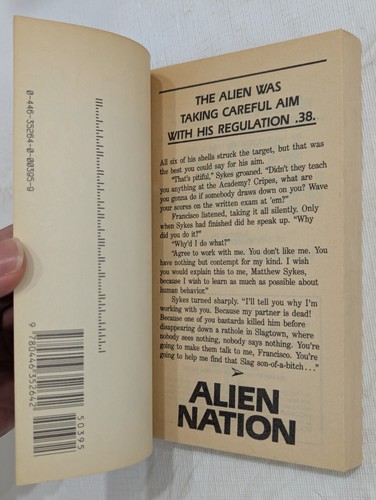 0-446-35264-0-00395-9
9 780446 352642
50395
THE ALIEN WAS
TAKING CAREFUL AIM
WITH HIS REGULATION .38.
All six of his shells struck the target, but that was
the best you could say for his aim.
"That's pitiful," Sykes groaned. "Didn't they teach
you anything at the Academy? Cripes, what are
you gonna do if somebody draws down on you? Wave
your scores on the written exam at 'em?"
Francisco listened, taking it all silently. Only
when Sykes had finished did he speak up. "Why
did you do it?"
"Why'd I do what?"
"Agree to work with me. You don't like me. You
have nothing but contempt for my kind. I wish
you would explain this to me, Matthew Sykes,
because I wish to learn as much as possible about
human behavior."
Sykes turned sharply. "I'll tell you why I'm
working with you. Because my partner is dead!
Because one of you bastards killed him before
disappearing down a rathole in Slagtown, where
nobody sees nothing, nobody says nothing. You're
going to make them talk to me, Francisco. You're
going to help me find that Slag son-of-a-bitch..."
ALIEN
NATION